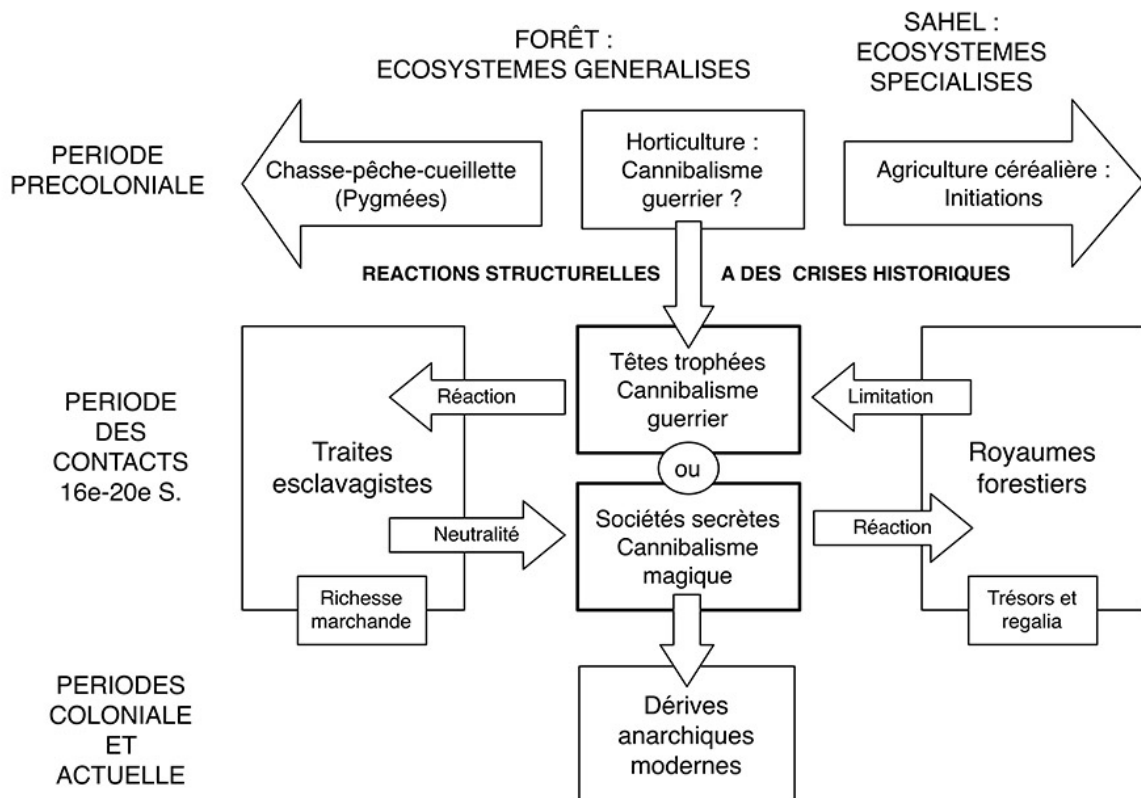 FORÊT :
ECOSYSTEMES GENERALISES
SAHEL :
ECOSYSTEMES
SPECIALISES
PERIODE
PRECOLONIALE
Chasse-pêche-cueillette
(Pygmées)
Horticulture :
Cannibalisme
guerrier ?
Agriculture céréalière :
Initiations
REACTIONS STRUCTURELLES A DES CRISES HISTORIQUES
PERIODE
DES
CONTACTS
16e-20e S.
Réaction
Traites
esclavagistes
Neutralité
Richesse
marchande
Têtes trophées
Cannibalisme
guerrier
ou
Sociétés secrètes
Cannibalisme
magique
Limitation
Royaumes
forestiers
Réaction
Trésors et
regalia
PERIODES
COLONIALE
ET
ACTUELLE
Dérives
anarchiques
modernes